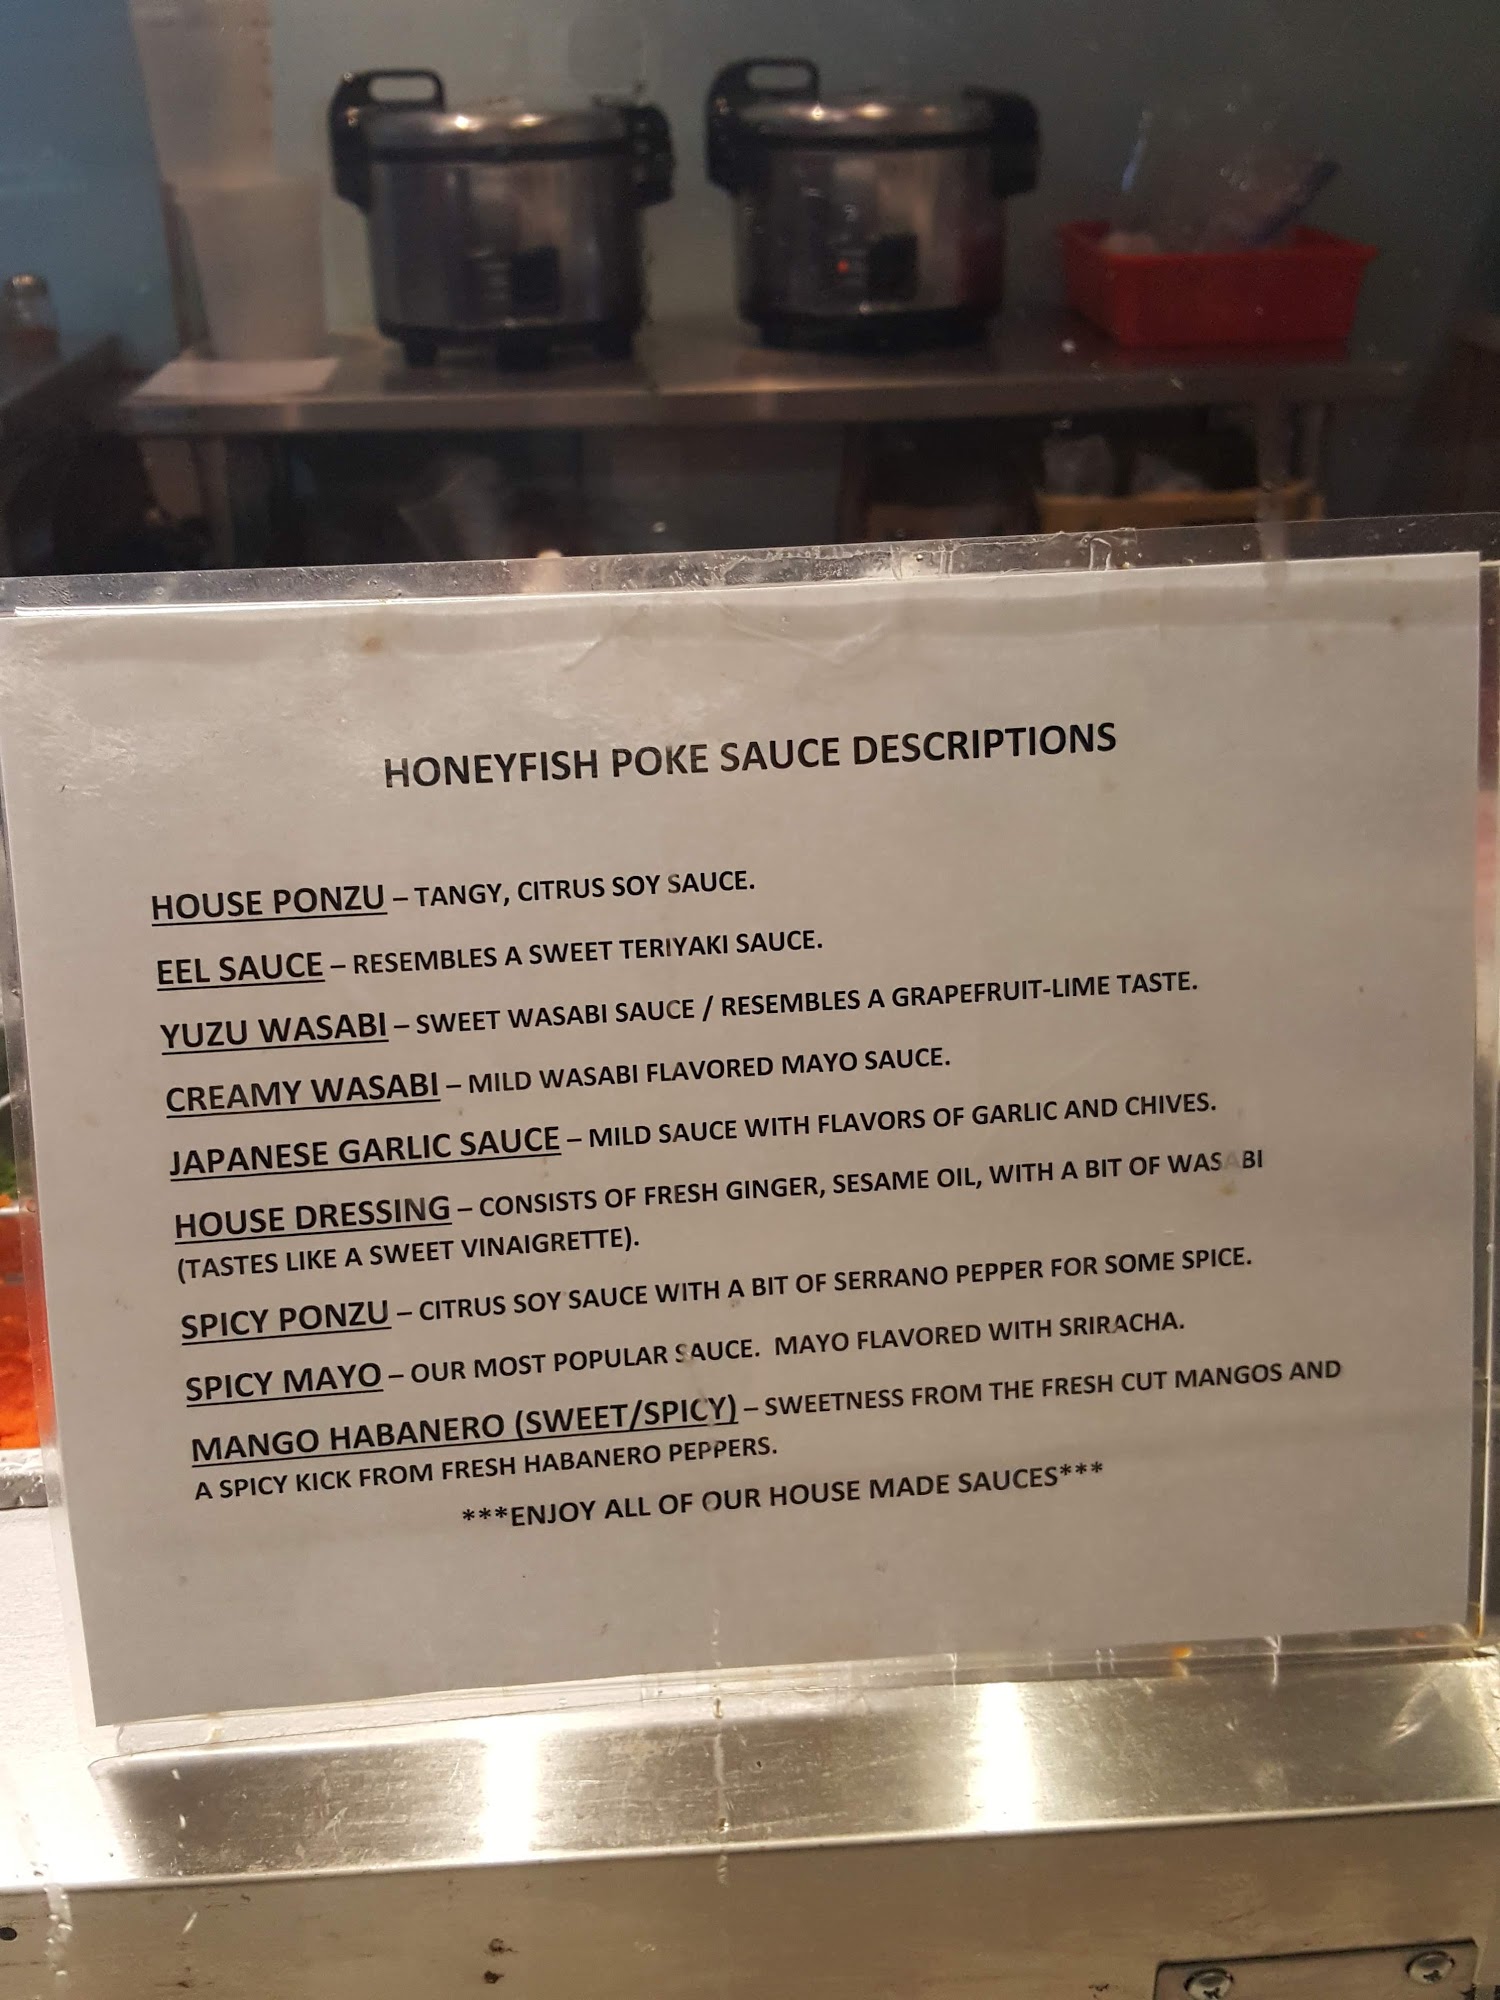 HONEYFISH POKE SAUCE DESCRIPTIONS
HOUSE PONZU – TANGY, CITRUS SOY SAUCE.
EEL SAUCE – RESEMBLES A SWEET TERIYAKI SAUCE.
YUZU WASABI – SWEET WASABI SAUCE / RESEMBLES A GRAPEFRUIT-LIME TASTE.
CREAMY WASABI – MILD WASABI FLAVORED MAYO SAUCE.
JAPANESE GARLIC SAUCE – MILD SAUCE WITH FLAVORS OF GARLIC AND CHIVES.
HOUSE DRESSING – CONSISTS OF FRESH GINGER, SESAME OIL, WITH A BIT OF WASABI
(TASTES LIKE A SWEET VINAIGRETTE).
SPICY PONZU – CITRUS SOY SAUCE WITH A BIT OF SERRANO PEPPER FOR SOME SPICE.
SPICY MAYO – OUR MOST POPULAR SAUCE. MAYO FLAVORED WITH SRIRACHA.
MANGO HABANERO (SWEET/SPICY) – SWEETNESS FROM THE FRESH CUT MANGOS AND
A SPICY KICK FROM FRESH HABANERO PEPPERS.
***ENJOY ALL OF OUR HOUSE MADE SAUCES***